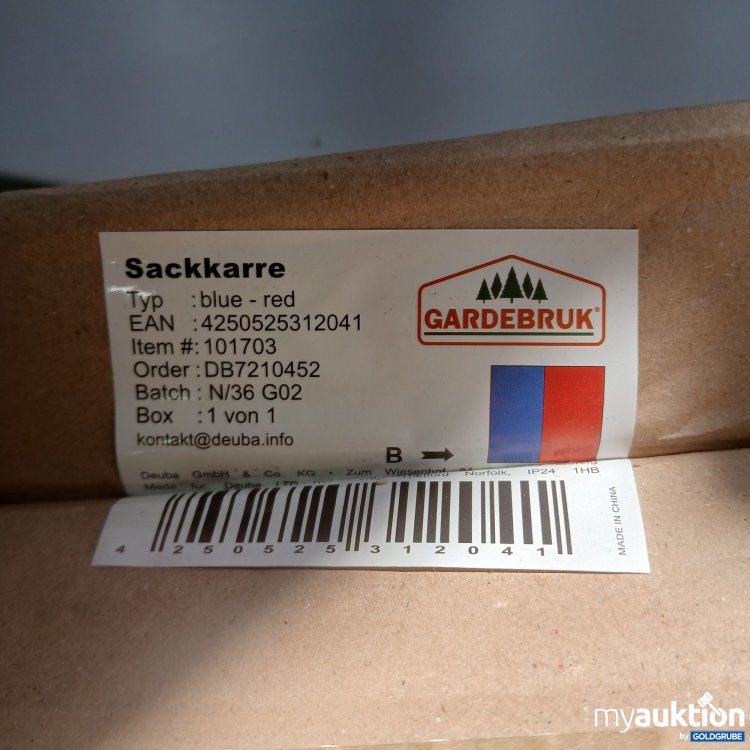 Sackkarre
Typ : blue - red
EAN : 4250525312041
Item #: 101703
Order : DB7210452
Batch : N/36 G02
Box : 1 von 1
kontakt@deuba.info
GARDEBRUK®
B
Deuba GmbH & Co. KG - Zum Wiesenhof
Made for: Deuba LTD Thetford Norfolk, IP24 1HB
4 250525 312041
MADE IN CHINA
myauktion
by GOLDGRUBE